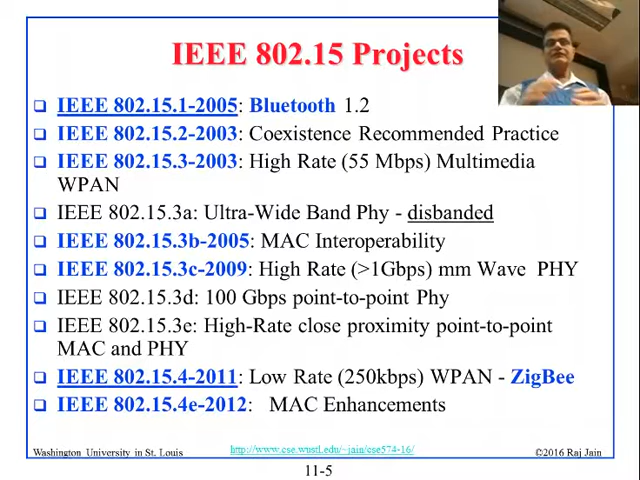 IEEE 802.15 Projects
IEEE 802.15.1-2005: Bluetooth 1.2
IEEE 802.15.2-2003: Coexistence Recommended Practice
IEEE 802.15.3-2003: High Rate (55 Mbps) Multimedia
WPAN
IEEE 802.15.3a: Ultra-Wide Band Phy - disbanded
IEEE 802.15.3b-2005: MAC Interoperability
IEEE 802.15.3c-2009: High Rate (>1Gbps) mm Wave PHY
IEEE 802.15.3d: 100 Gbps point-to-point Phy
IEEE 802.15.3e: High-Rate close proximity point-to-point
MAC and PHY
IEEE 802.15.4-2011: Low Rate (250kbps) WPAN - ZigBee
IEEE 802.15.4e-2012: MAC Enhancements
Washington University in St. Louis
http://www.cse.wustl.edu/~jain/cse574-16/
©2016 Raj Jain
11-5